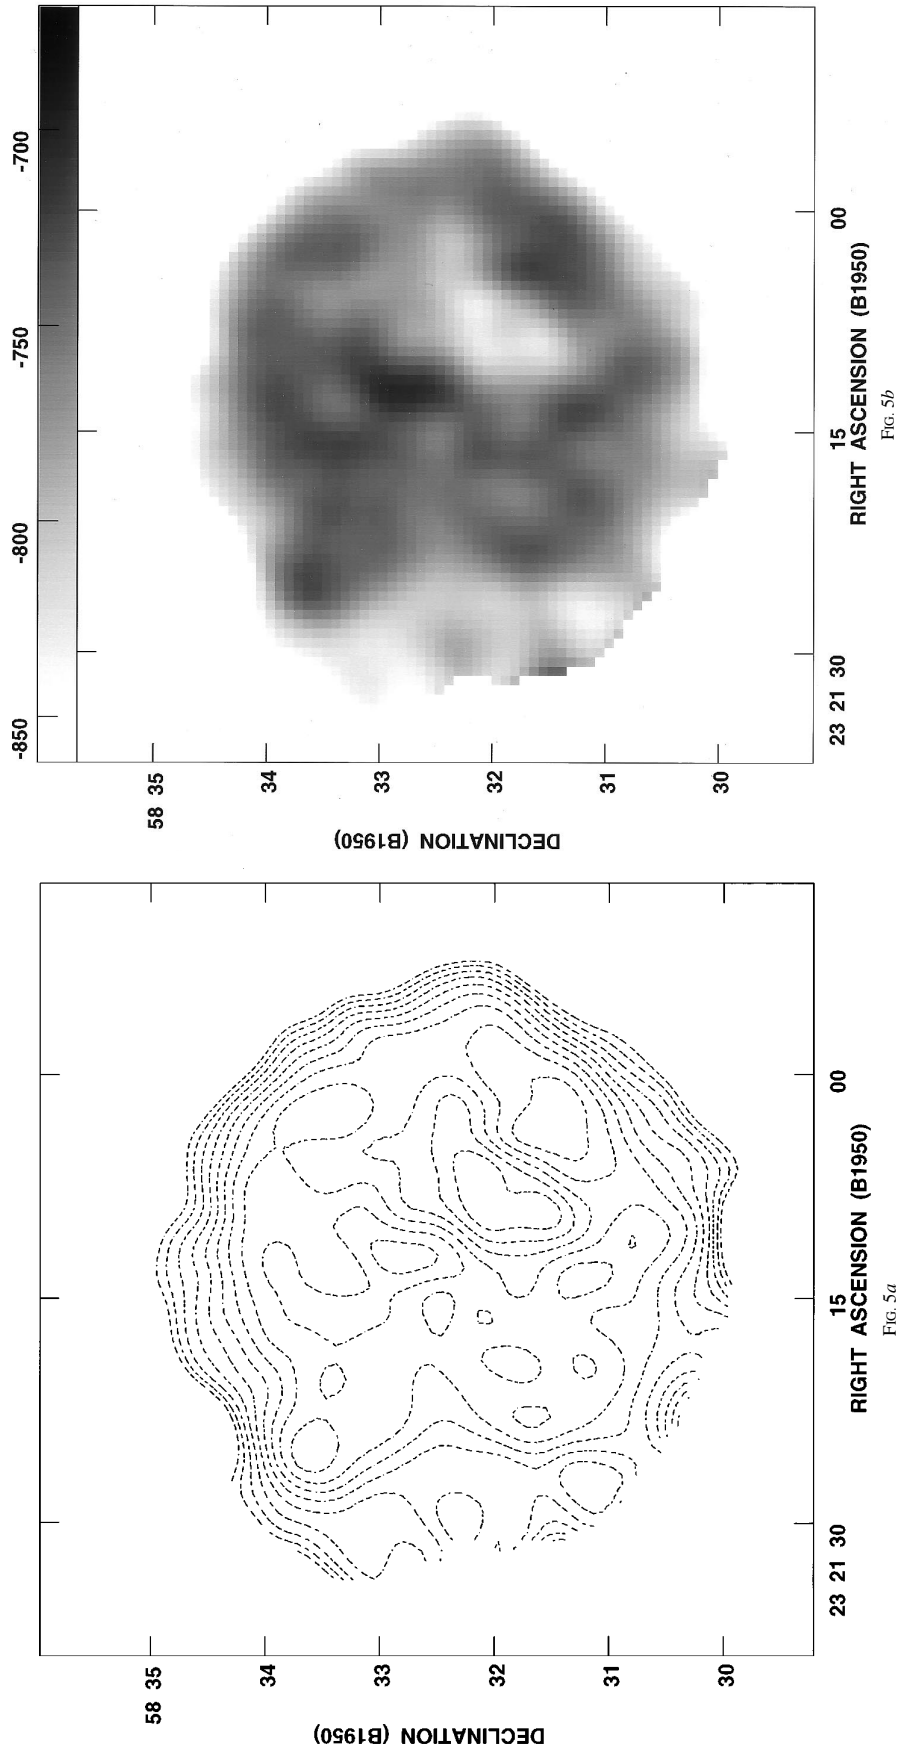 -850 -800 -750 -700
58 35
34
33
32
31
30
DECLINATION (B1950)
23 21 30 15 00
RIGHT ASCENSION (B1950)
FIG. 5a
58 35
34
33
32
31
30
DECLINATION (B1950)
23 21 30 15 00
RIGHT ASCENSION (B1950)
FIG. 5b